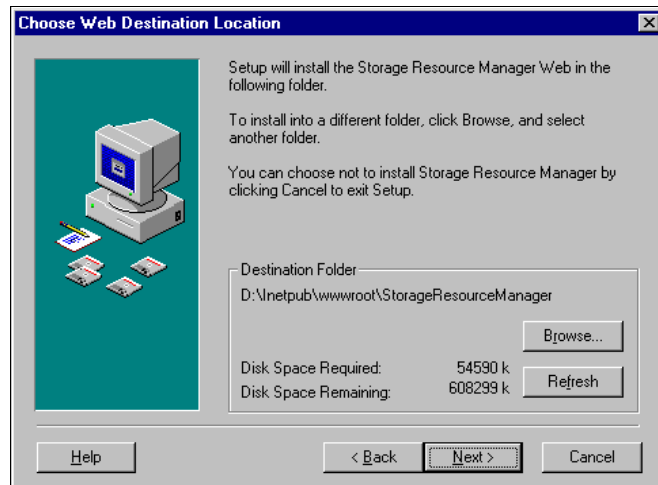 Choose Web Destination Location
Setup will install the Storage Resource Manager Web in the
following folder.
To install into a different folder, click Browse, and select
another folder.
You can choose not to install Storage Resource Manager by
clicking Cancel to exit Setup.
Destination Folder
D:\Inetpub\wwwroot\StorageResourceManager
Browse...
Disk Space Required: 54590 k
Disk Space Remaining: 608299 k
Refresh
Help
< Back
Next >
Cancel